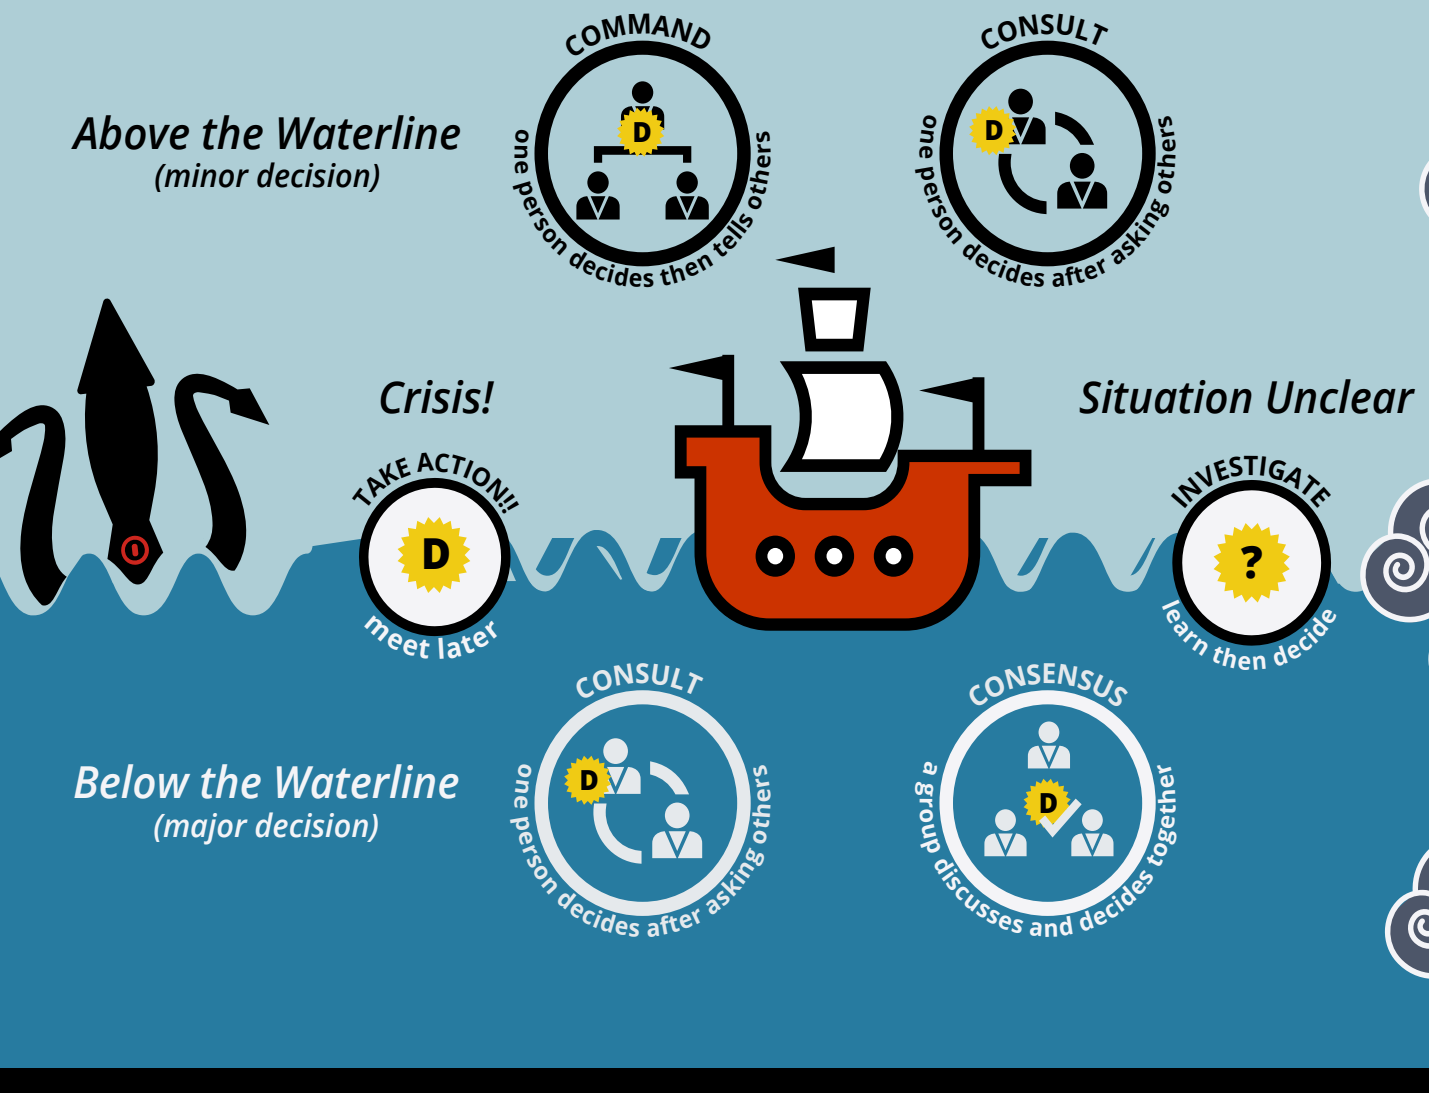 COMMAND
D
one person decides then tells others
CONSULT
D
one person decides after asking others
Above the Waterline
(minor decision)
Crisis!
TAKE ACTION!!
D
meet later
Situation Unclear
INVESTIGATE
?
learn then decide
Below the Waterline
(major decision)
CONSULT
D
one person decides after asking others
CONSENSUS
D
a group discusses and decides together